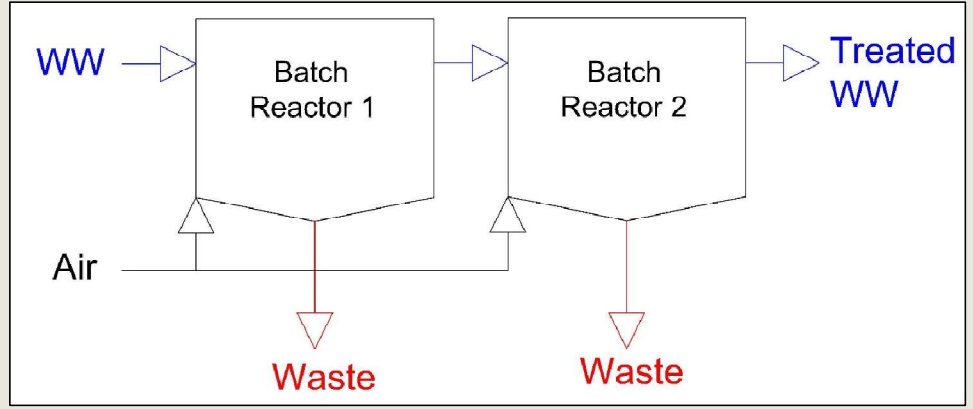 WW
Batch
Reactor 1
Batch
Reactor 2
Treated
WW
Air
Waste
Waste